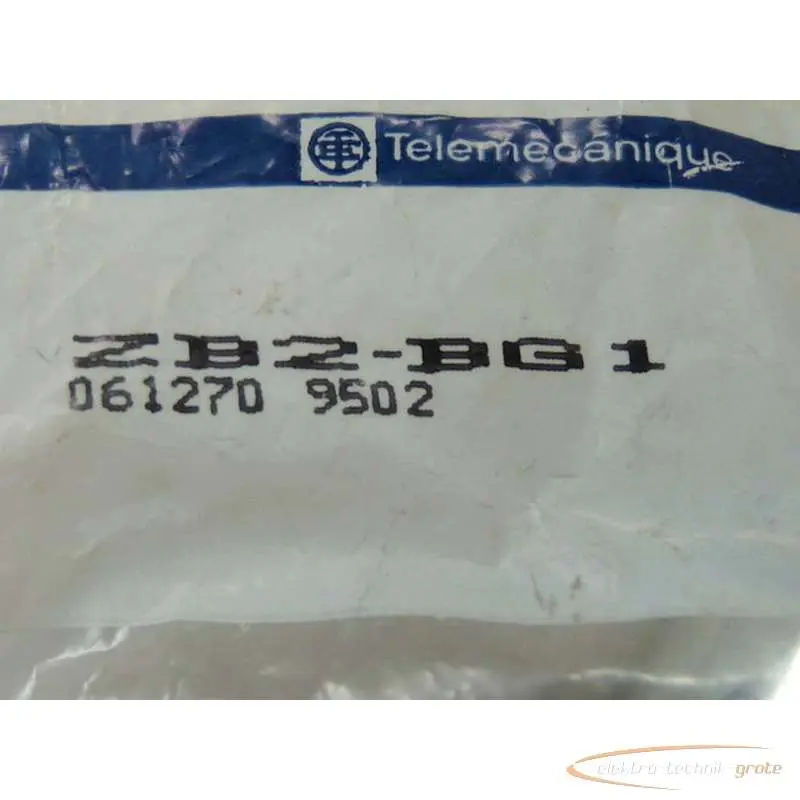 Telemecanique
ZB2-BG1
061270 9502
elektro-technik-grote